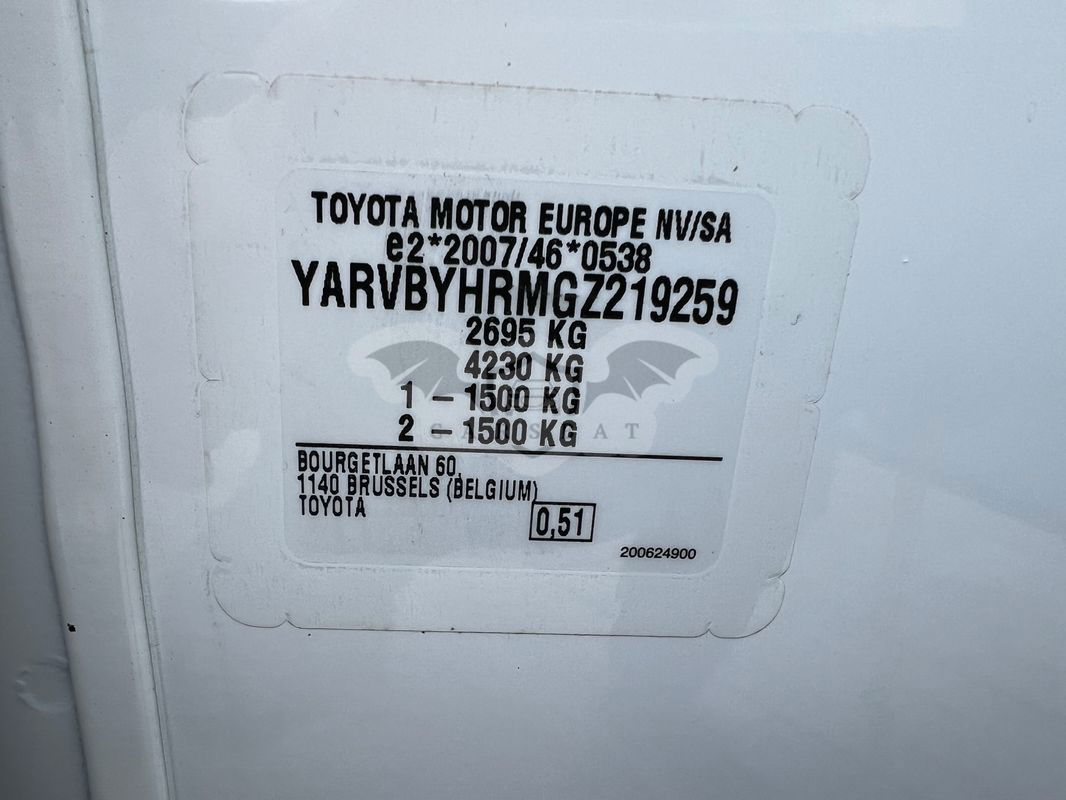 TOYOTA MOTOR EUROPE NV/SA
e2*2007/46*0538
YARVBYHRMGZ219259
2695 KG
4230 KG
1 – 1500 KG
2 – 1500 KG
BOURGETLAAN 60,
1140 BRUSSELS (BELGIUM)
TOYOTA
0,51
200624900